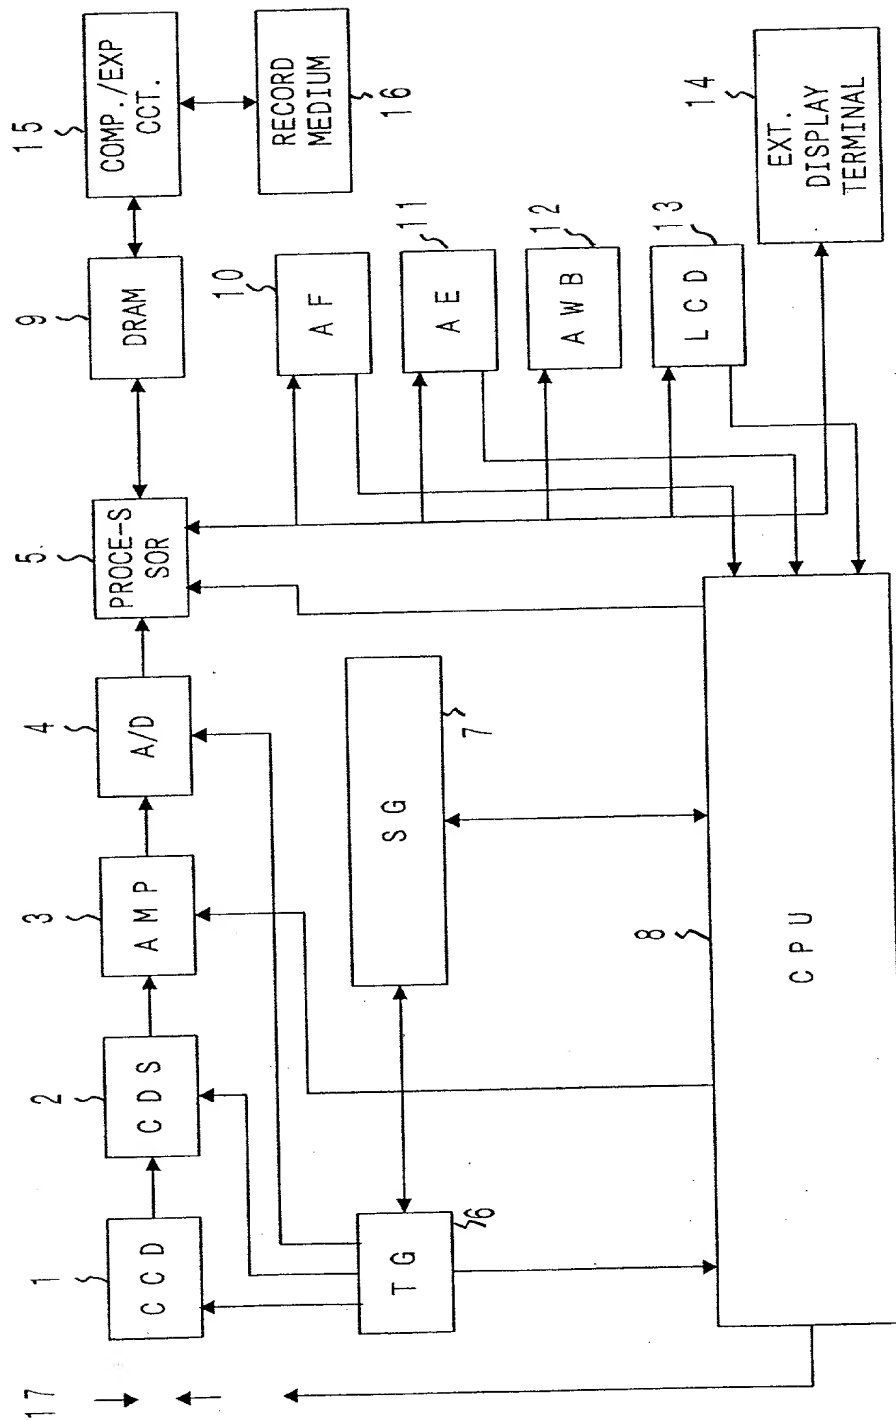 17
1
CCD
2
CDS
3
AMP
4
A/D
5.
PROCE-S
SOR
9
DRAM
15
COMP./EXP
CCT.
RECORD
MEDIUM
16
10
AF
11
AE
12
AWB
13
LCD
14
EXT.
DISPLAY
TERMINAL
TG
6
SG
7
8
CPU